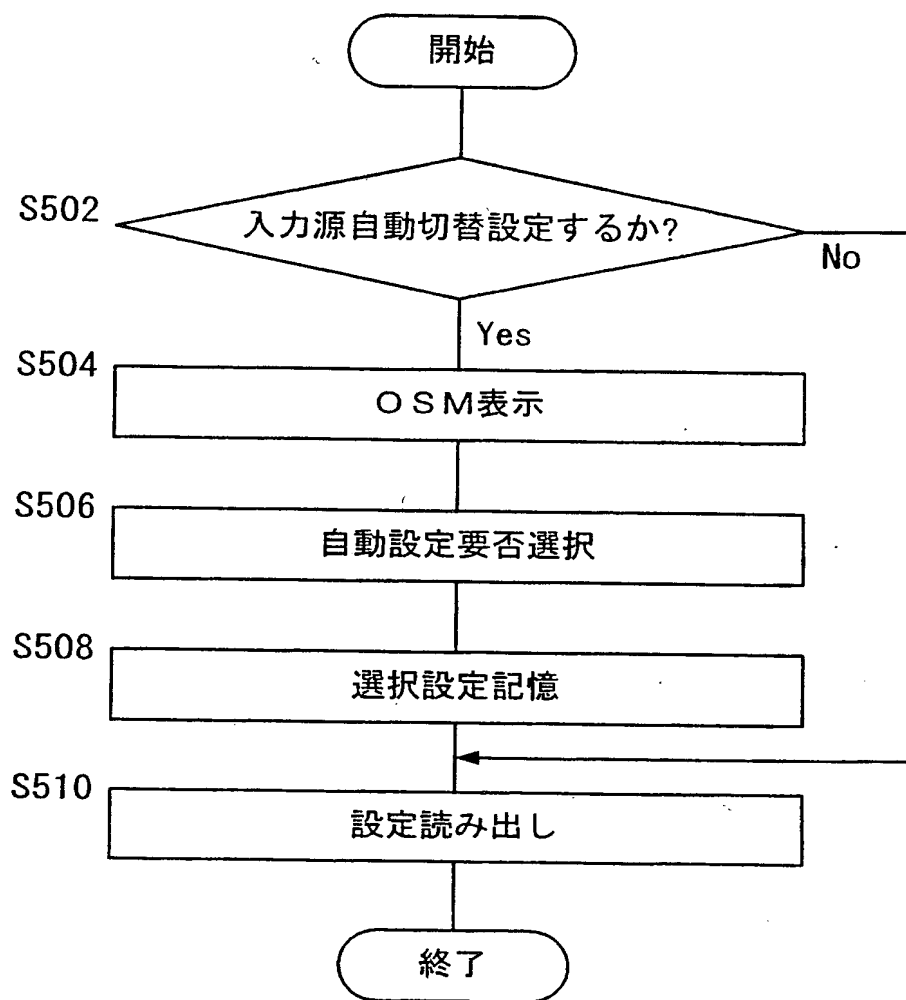 開始
S502
入力源自動切替設定するか?
No
Yes
S504
OSM表示
S506
自動設定要否選択
S508
選択設定記憶
S510
設定読み出し
終了